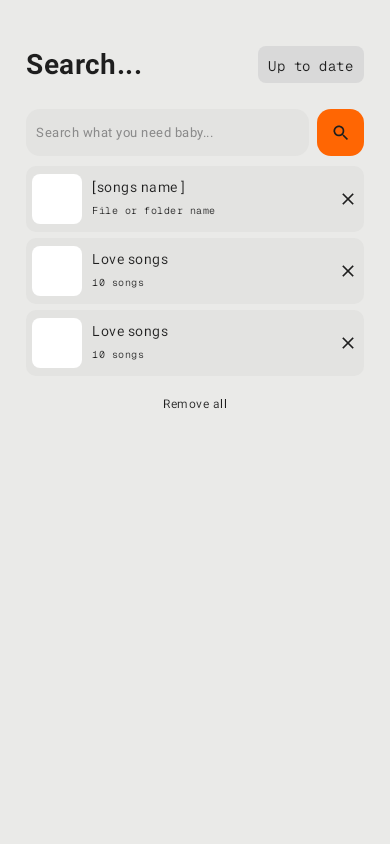 Search...
Up to date
Search what you need baby...
[songs name]
File or folder name
Love songs
10 songs
Love songs
10 songs
Remove all